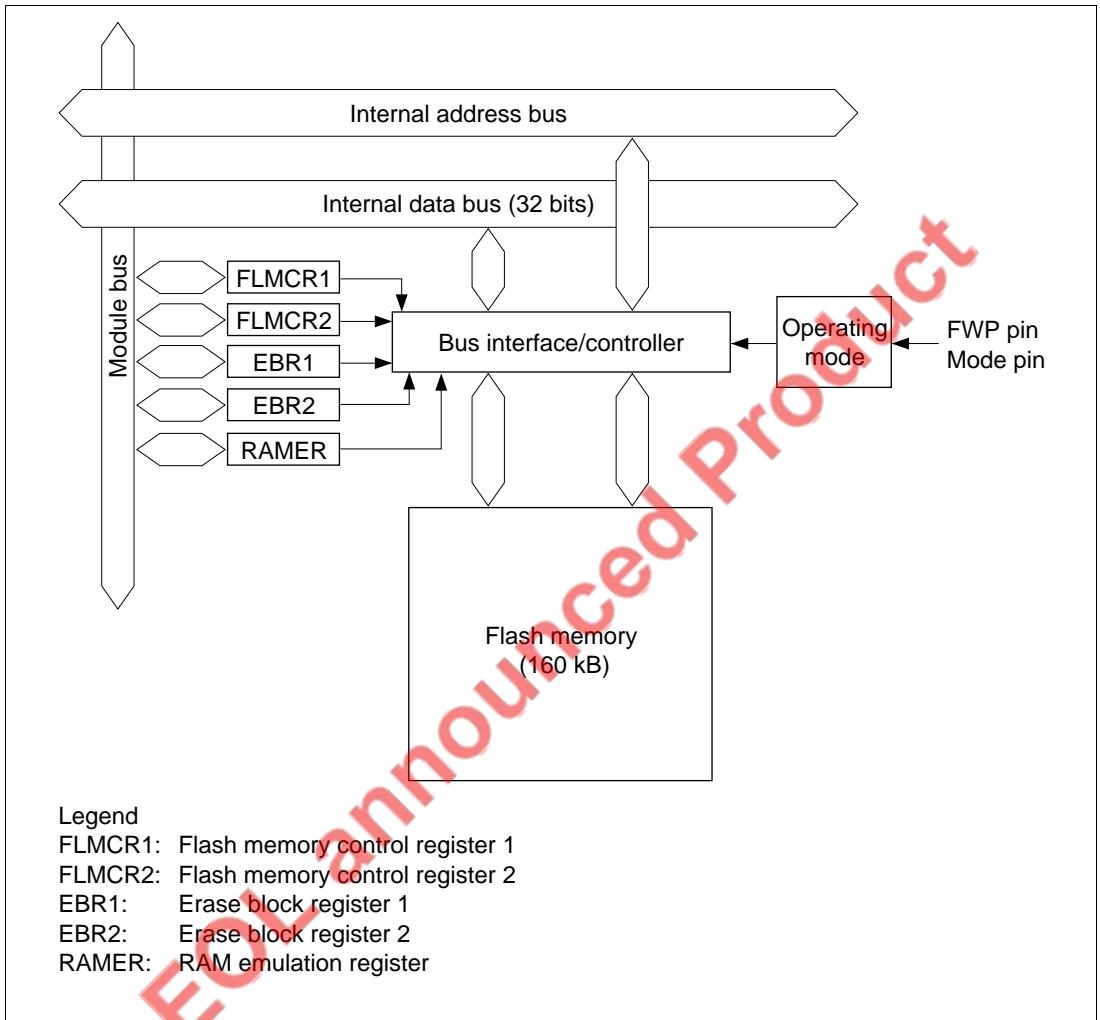 Internal address bus
Internal data bus (32 bits)
Module bus
FLMCR1
FLMCR2
EBR1
EBR2
RAMER
Bus interface/controller
Operating
mode
FWP pin
Mode pin
Flash memory
(160 kB)
Legend
FLMCR1: Flash memory control register 1
FLMCR2: Flash memory control register 2
EBR1: Erase block register 1
EBR2: Erase block register 2
RAMER: RAM emulation register
EOL announced Product